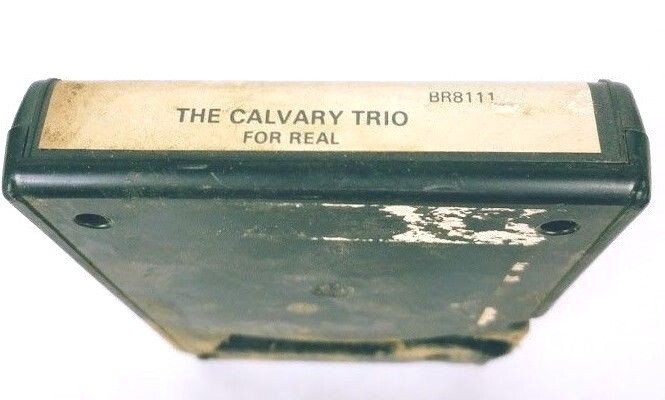 BR8111
THE CALVARY TRIO
FOR REAL